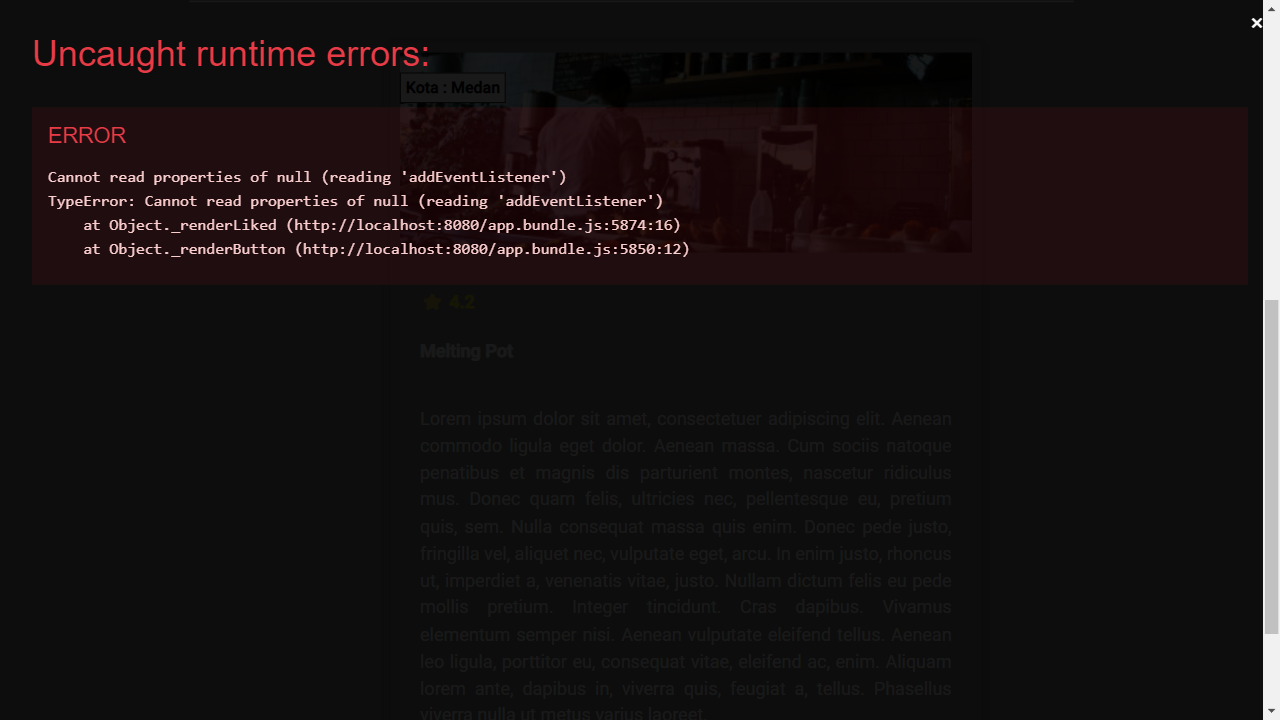 ×
Uncaught runtime errors:
Kota : Medan
ERROR
Cannot read properties of null (reading 'addEventListener')
TypeError: Cannot read properties of null (reading 'addEventListener')
at Object._renderLiked (http://localhost:8080/app.bundle.js:5874:16)
at Object._renderButton (http://localhost:8080/app.bundle.js:5850:12)
4.2
Melting Pot
Lorem ipsum dolor sit amet, consectetuer adipiscing elit. Aenean
commodo ligula eget dolor. Aenean massa. Cum sociis natoque
penatibus et magnis dis parturient montes, nascetur ridiculus
mus. Donec quam felis, ultricies nec, pellentesque eu, pretium
quis, sem. Nulla consequat massa quis enim. Donec pede justo,
fringilla vel, aliquet nec, vulputate eget, arcu. In enim justo, rhoncus
ut, imperdiet a, venenatis vitae, justo. Nullam dictum felis eu pede
mollis pretium. Integer tincidunt. Cras dapibus. Vivamus
elementum semper nisi. Aenean vulputate eleifend tellus. Aenean
leo ligula, porttitor eu, consequat vitae, eleifend ac, enim. Aliquam
lorem ante, dapibus in, viverra quis, feugiat a, tellus. Phasellus
viverra nulla ut metus varius laoreet.